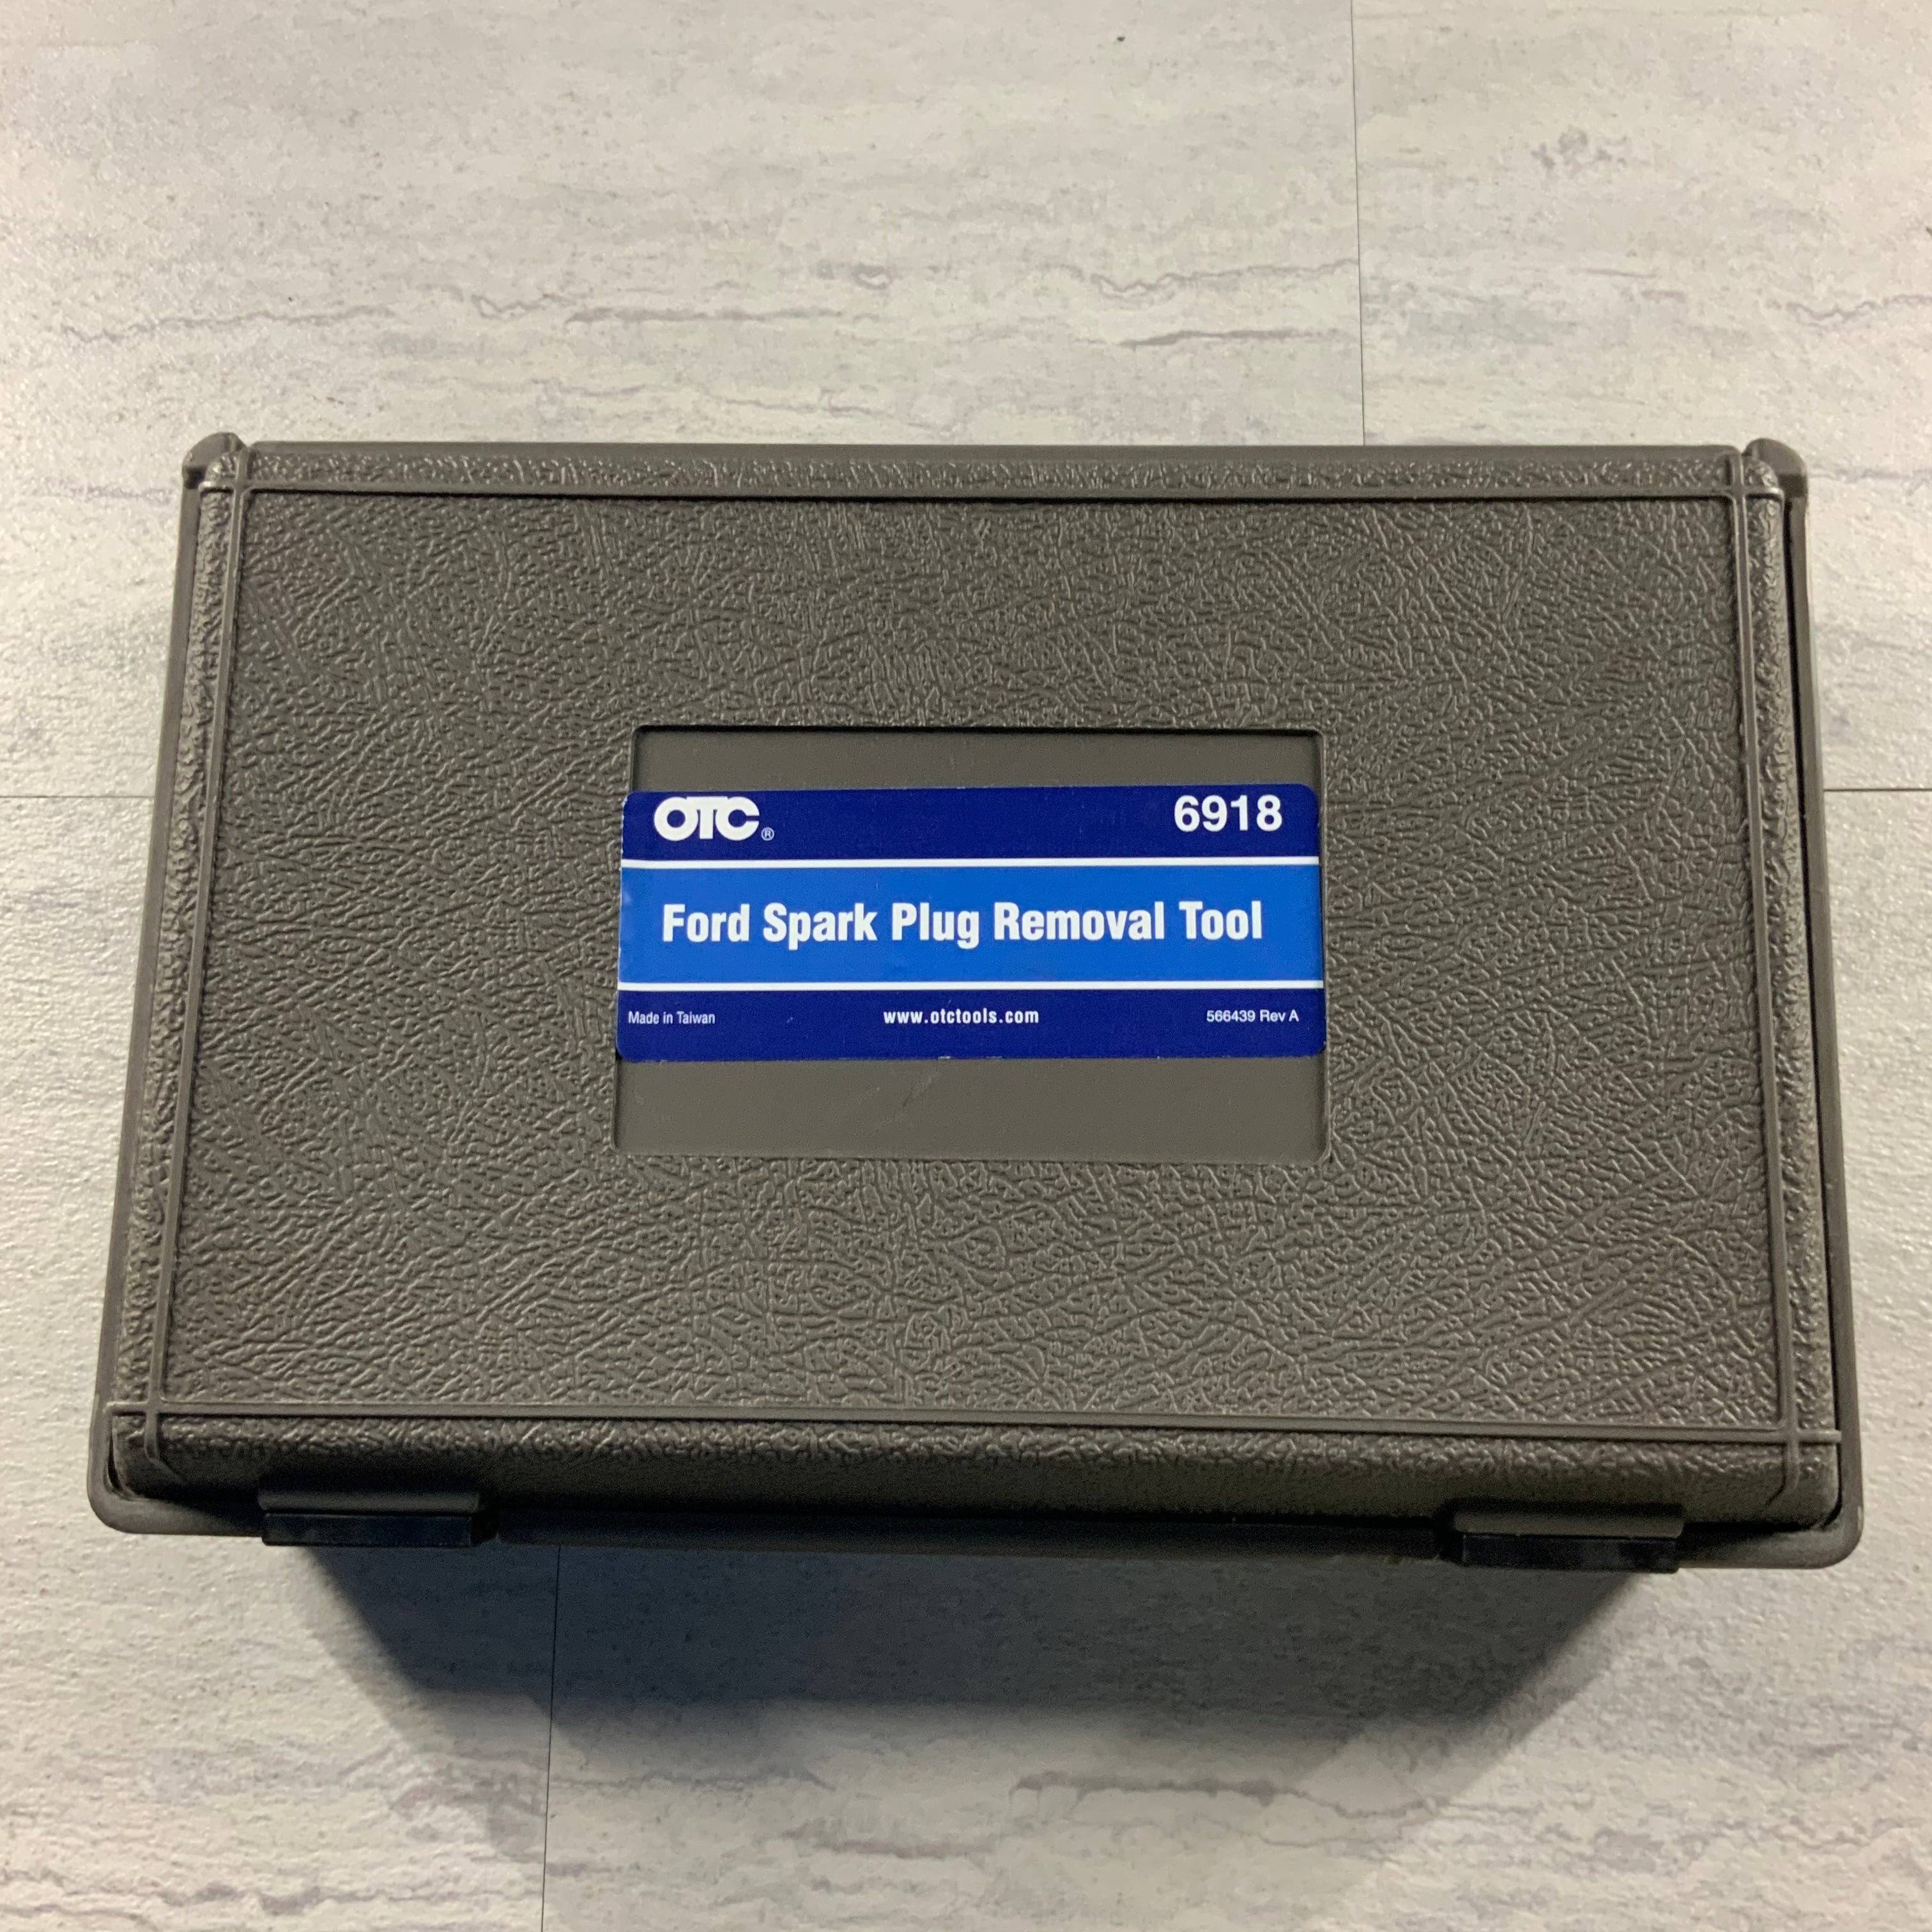 OTC® 6918
Ford Spark Plug Removal Tool
Made in Taiwan www.otctools.com 566439 Rev A